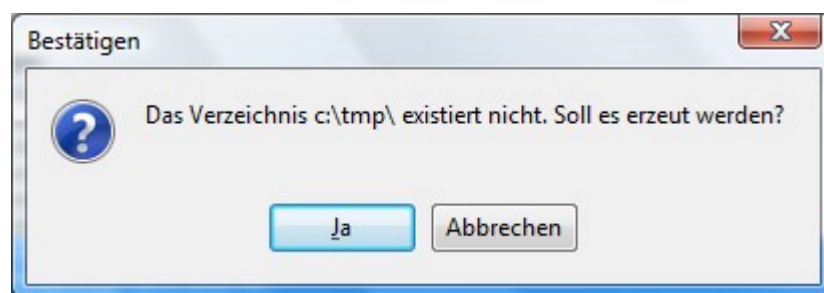 Bestätigen
Das Verzeichnis c:\tmp\ existiert nicht. Soll es erzeut werden?
Ja
Abbrechen